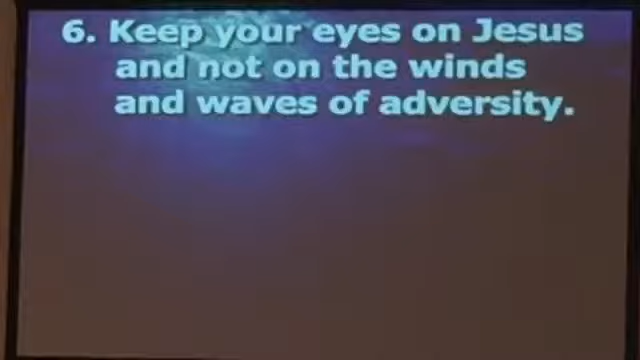 6. Keep your eyes on Jesus
and not on the winds
and waves of adversity.